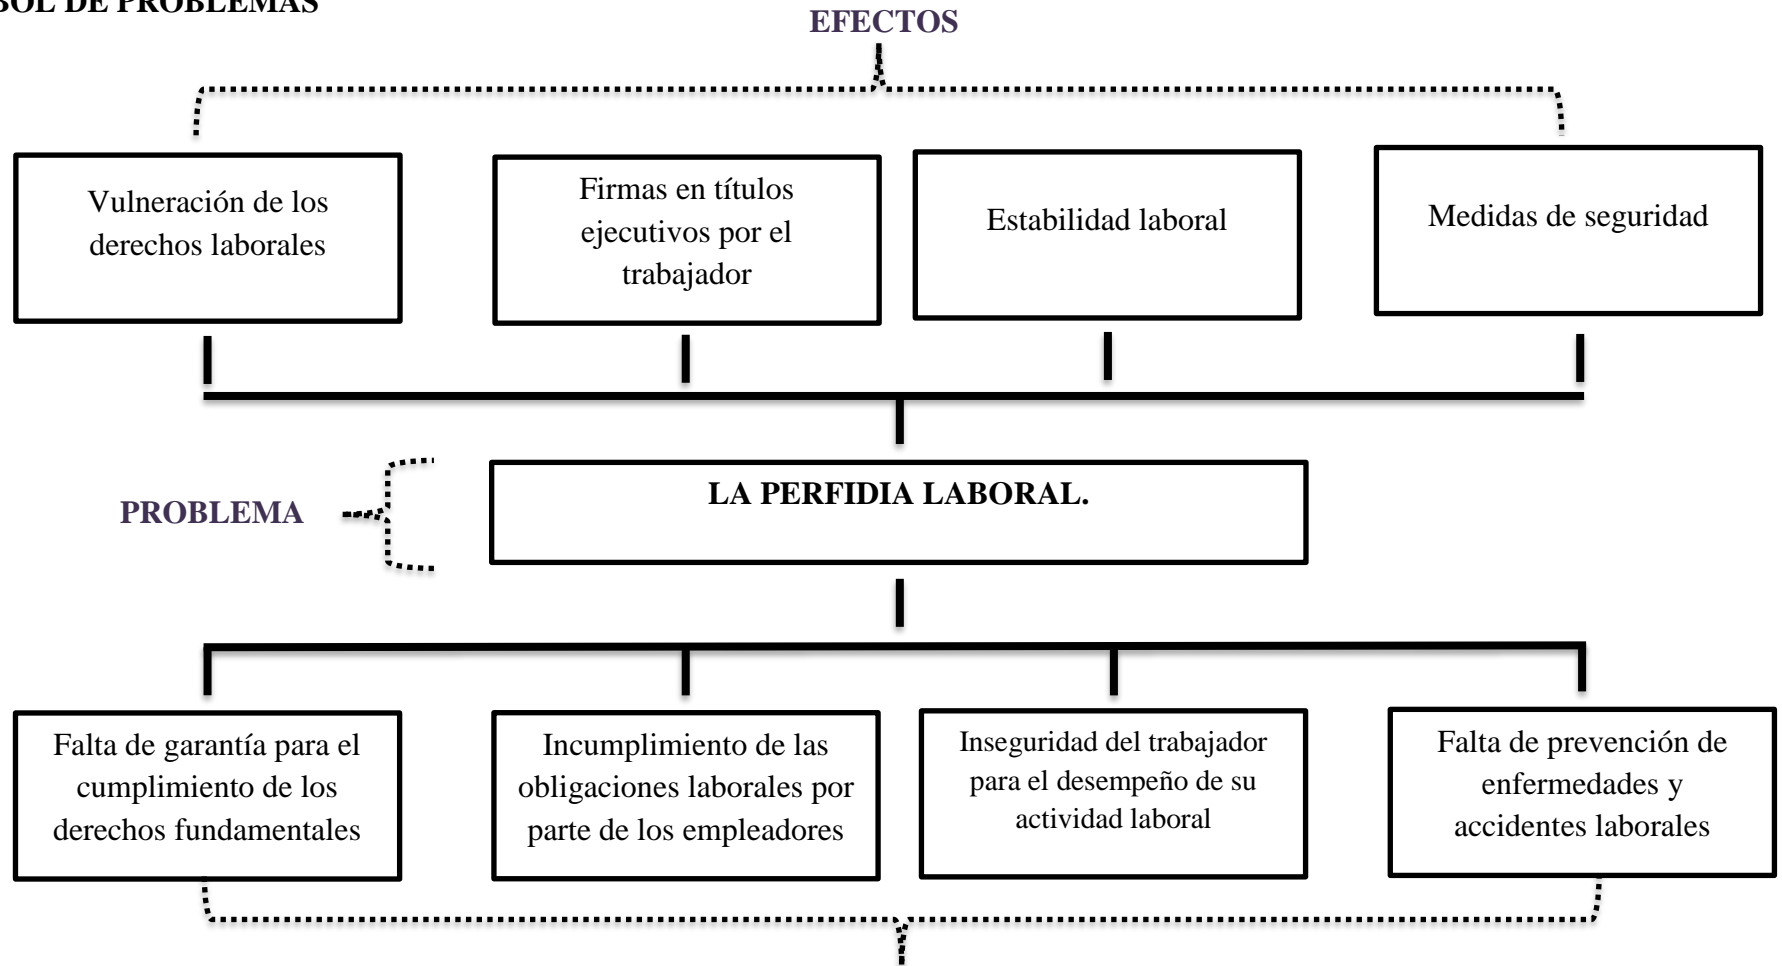 BOL DE PROBLEMAS
EFECTOS
Vulneración de los
derechos laborales
Firmas en títulos
ejecutivos por el
trabajador
Estabilidad laboral
Medidas de seguridad
PROBLEMA
LA PERFIDIA LABORAL.
Falta de garantía para el
cumplimiento de los
derechos fundamentales
Incumplimiento de las
obligaciones laborales por
parte de los empleadores
Inseguridad del trabajador
para el desempeño de su
actividad laboral
Falta de prevención de
enfermedades y
accidentes laborales